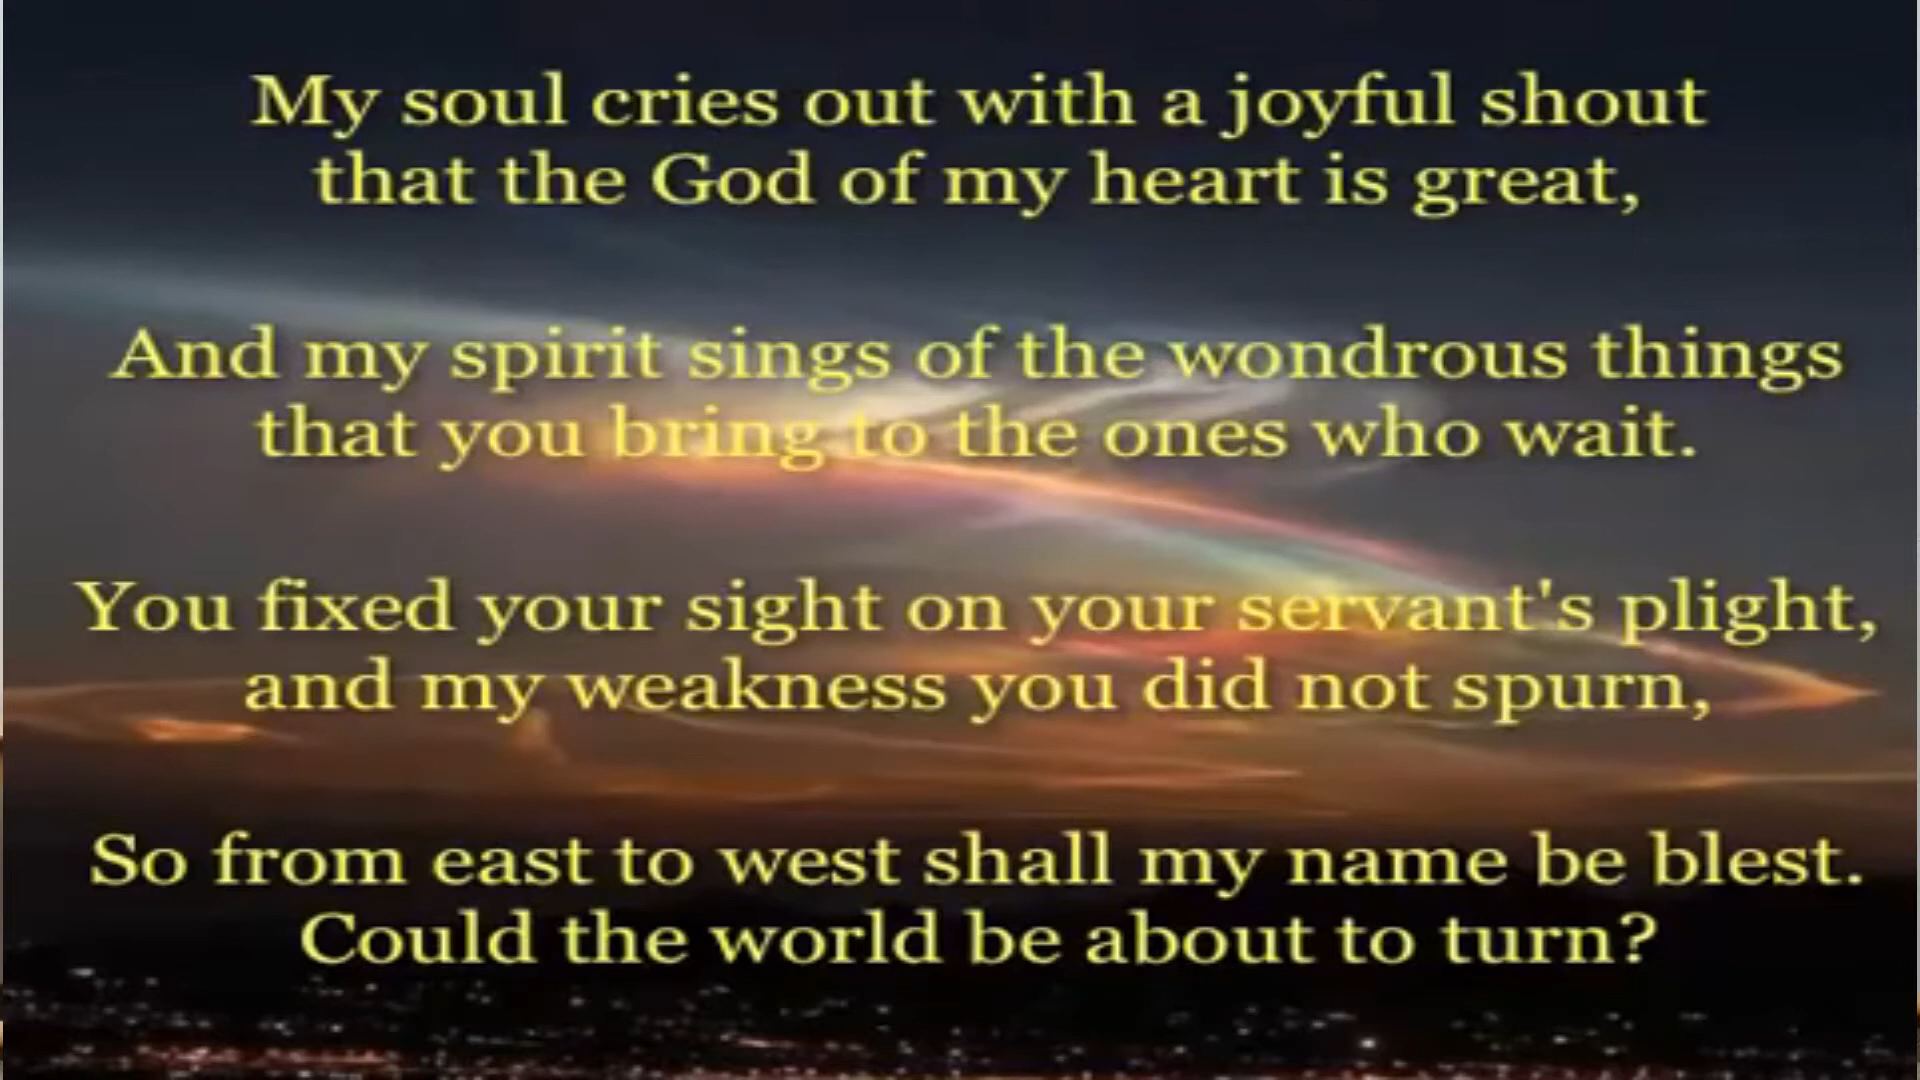 My soul cries out with a joyful shout
that the God of my heart is great,
And my spirit sings of the wondrous things
that you bring to the ones who wait.
You fixed your sight on your servant's plight,
and my weakness you did not spurn,
So from east to west shall my name be blest.
Could the world be about to turn?